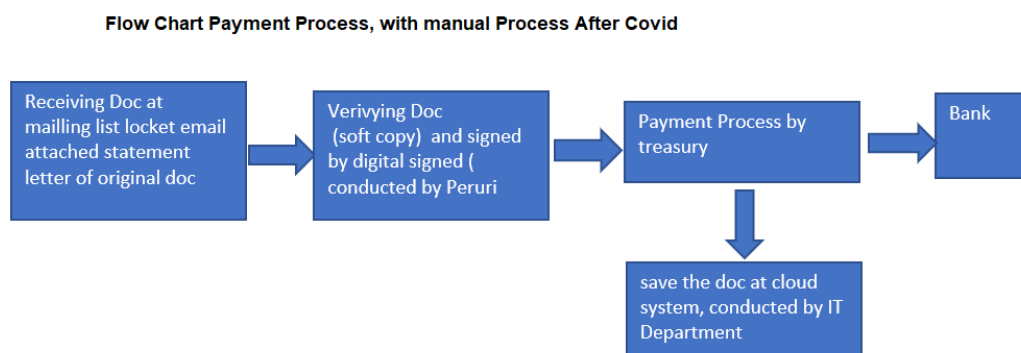 Flow Chart Payment Process, with manual Process After Covid
Receiving Doc at
mailling list locket email
attached statement
letter of original doc
Verivying Doc
(soft copy) and signed
by digital signed (
conducted by Peruri
Payment Process by
treasury
Bank
save the doc at cloud
system, conducted by IT
Department